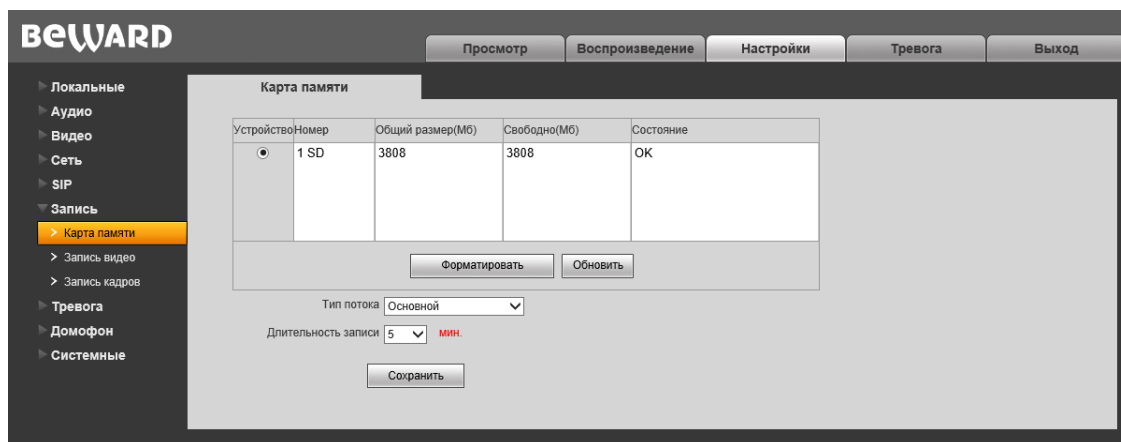 BEWARD
Просмотр Воспроизведение Настройки Тревога Выход
Локальные
Аудио
Видео
Сеть
SIP
Запись
Карта памяти
Запись видео
Запись кадров
Тревога
Домофон
Системные
Карта памяти
Устройство Номер Общий размер(Мб) Свободно(Мб) Состояние
1 SD 3808 3808 OK
Форматировать Обновить
Тип потока Основной
Длительность записи 5 мин.
Сохранить